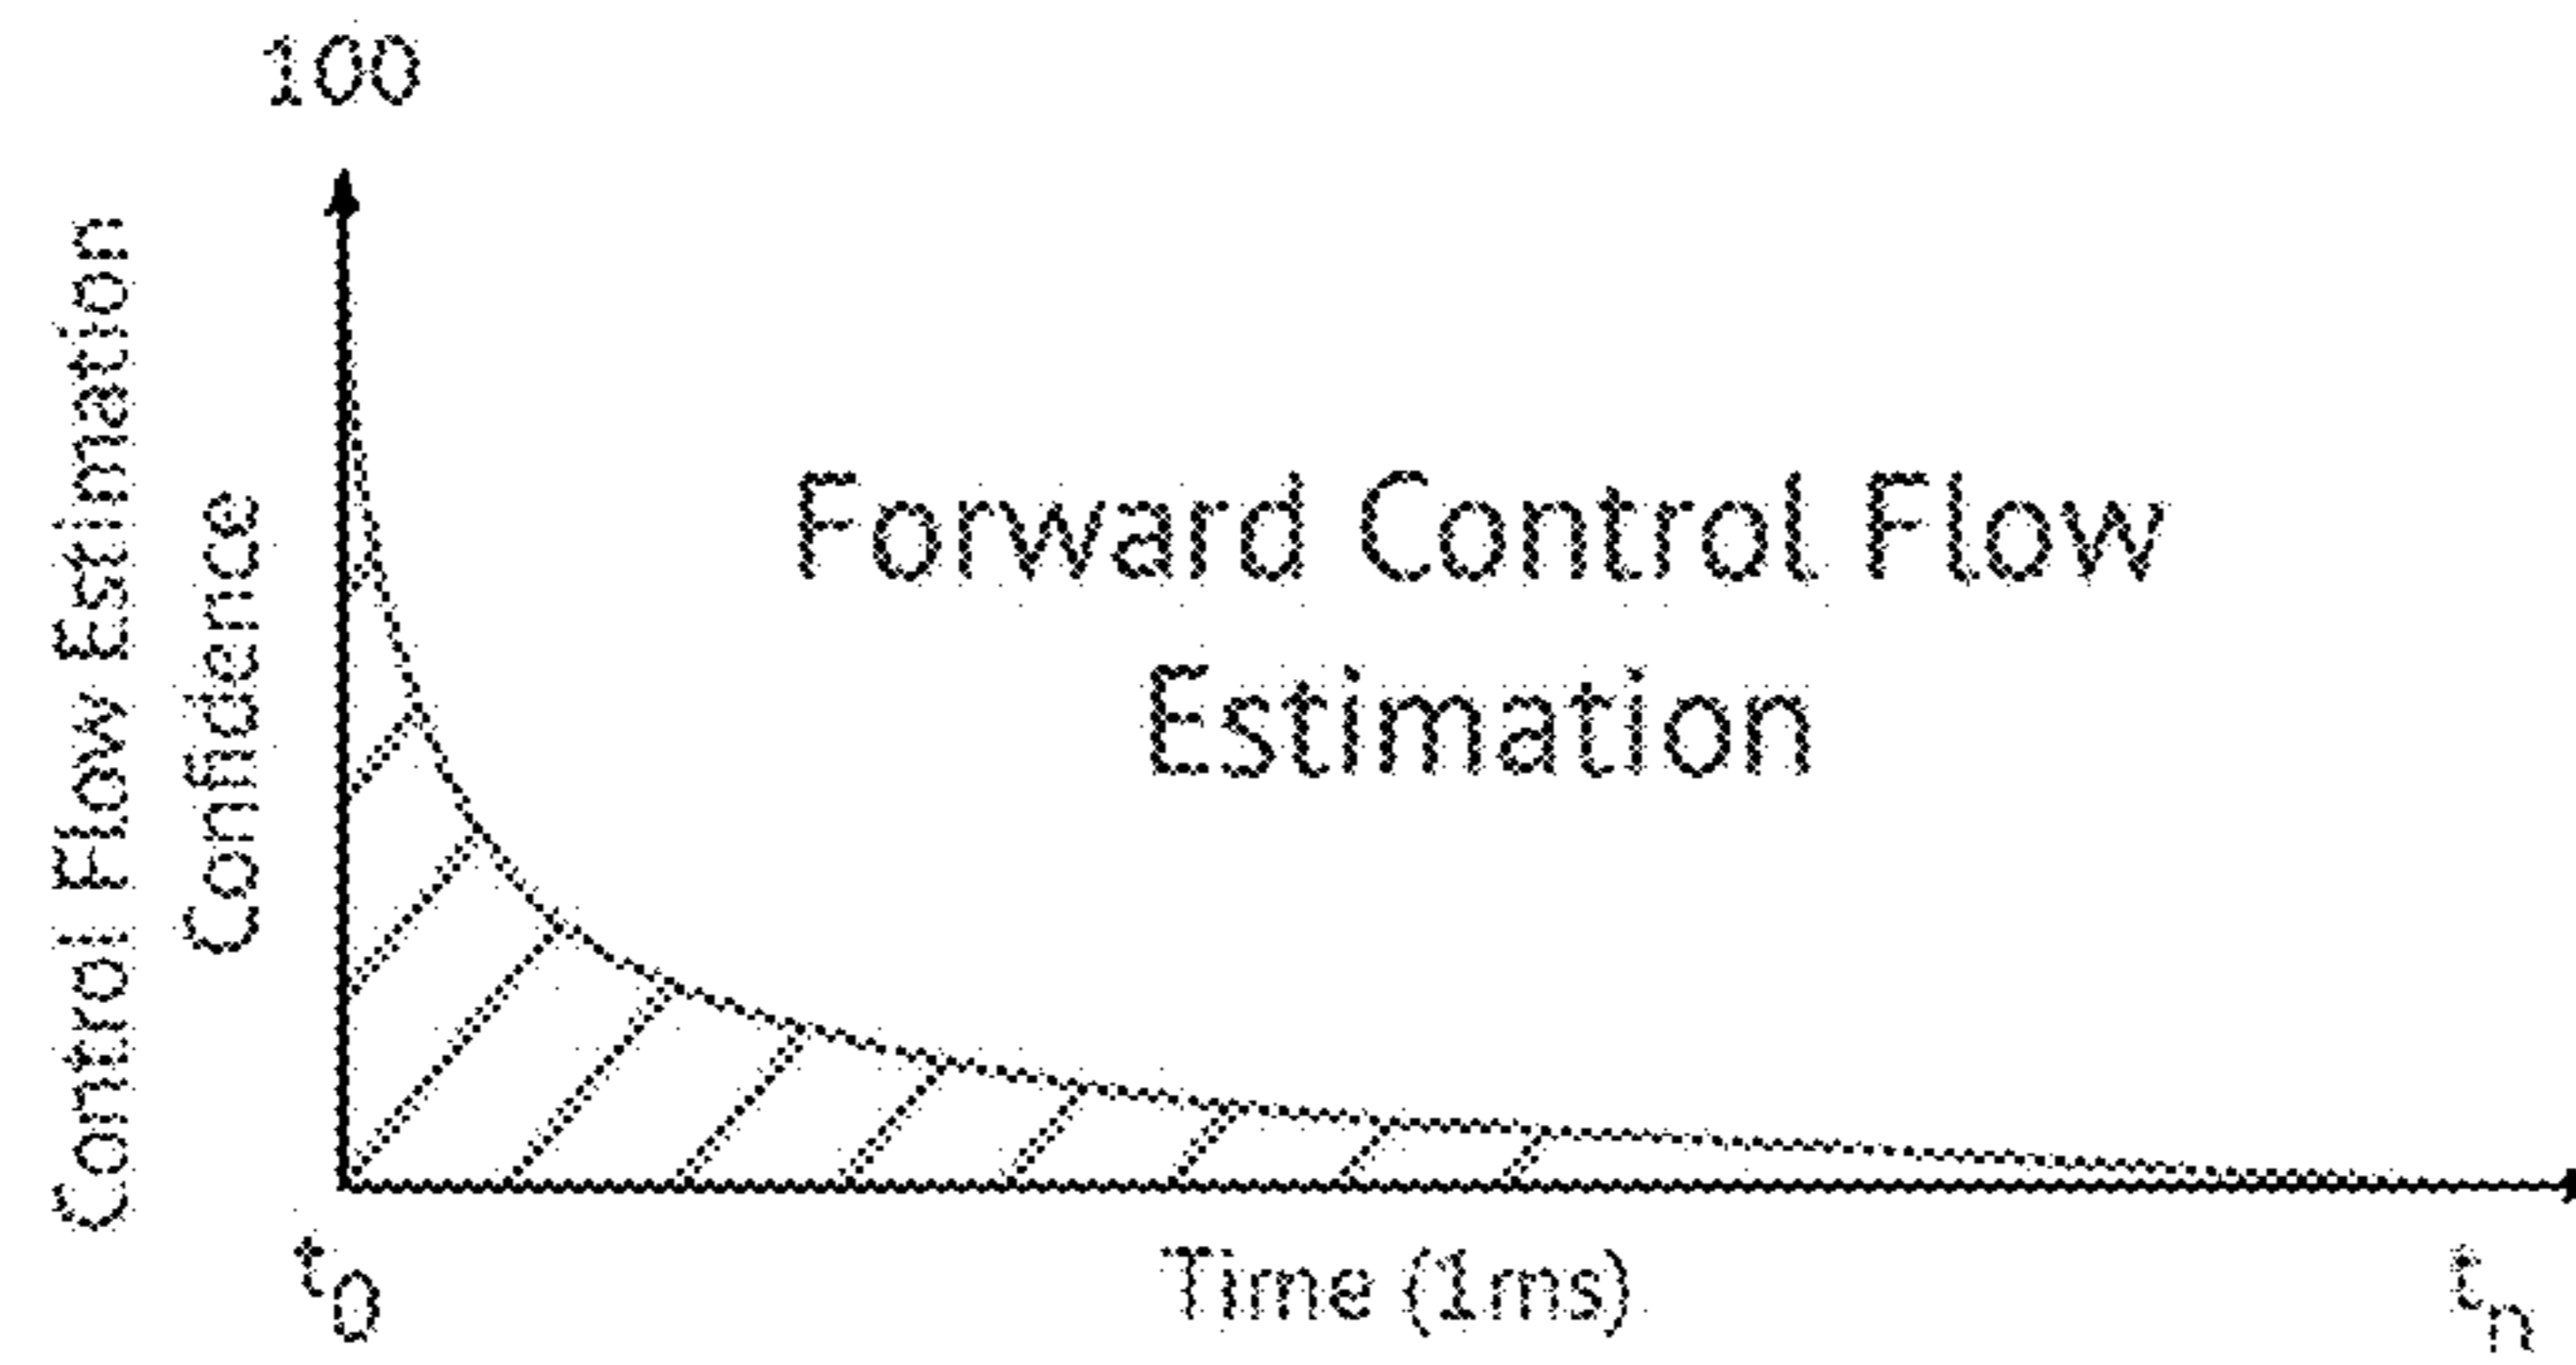 100
Control Flow Estimation
Confidence
Forward Control Flow
Estimation
t0
Time (1ms)
tn